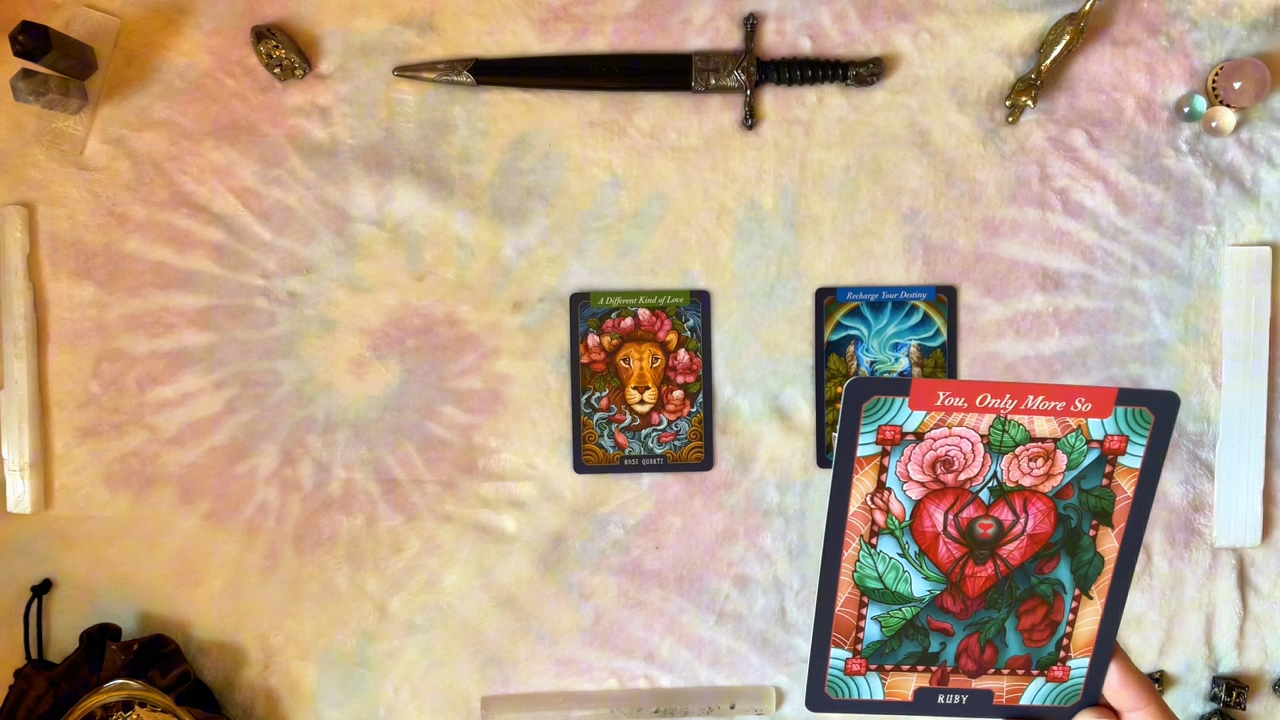 A Different Kind of Love
ROSE QUARTZ
Recharge Your Destiny
You, Only More So
RUBY